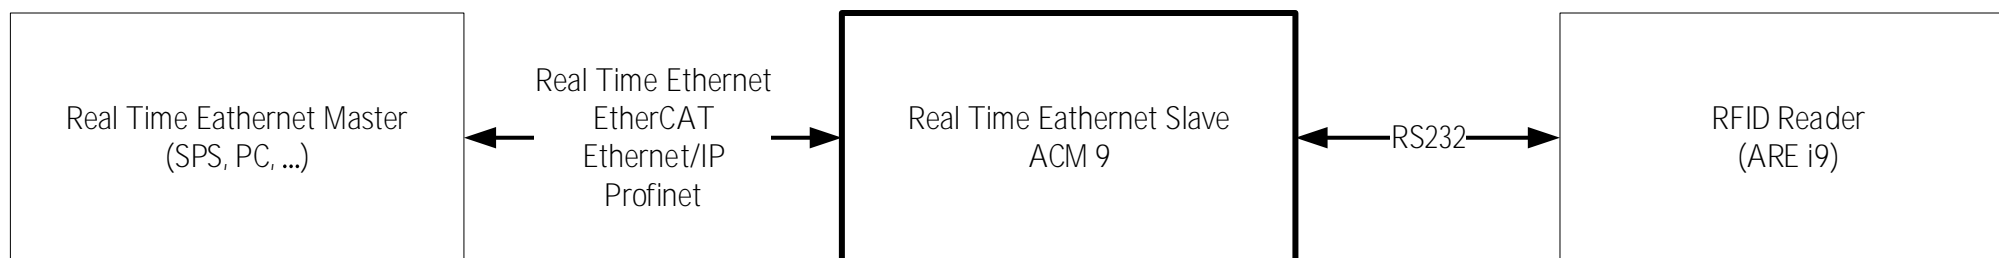 Real Time Eathernet Master
(SPS, PC, ...)
Real Time Ethernet
EtherCAT
Ethernet/IP
Profinet
Real Time Eathernet Slave
ACM 9
RS232
RFID Reader
(ARE i9)